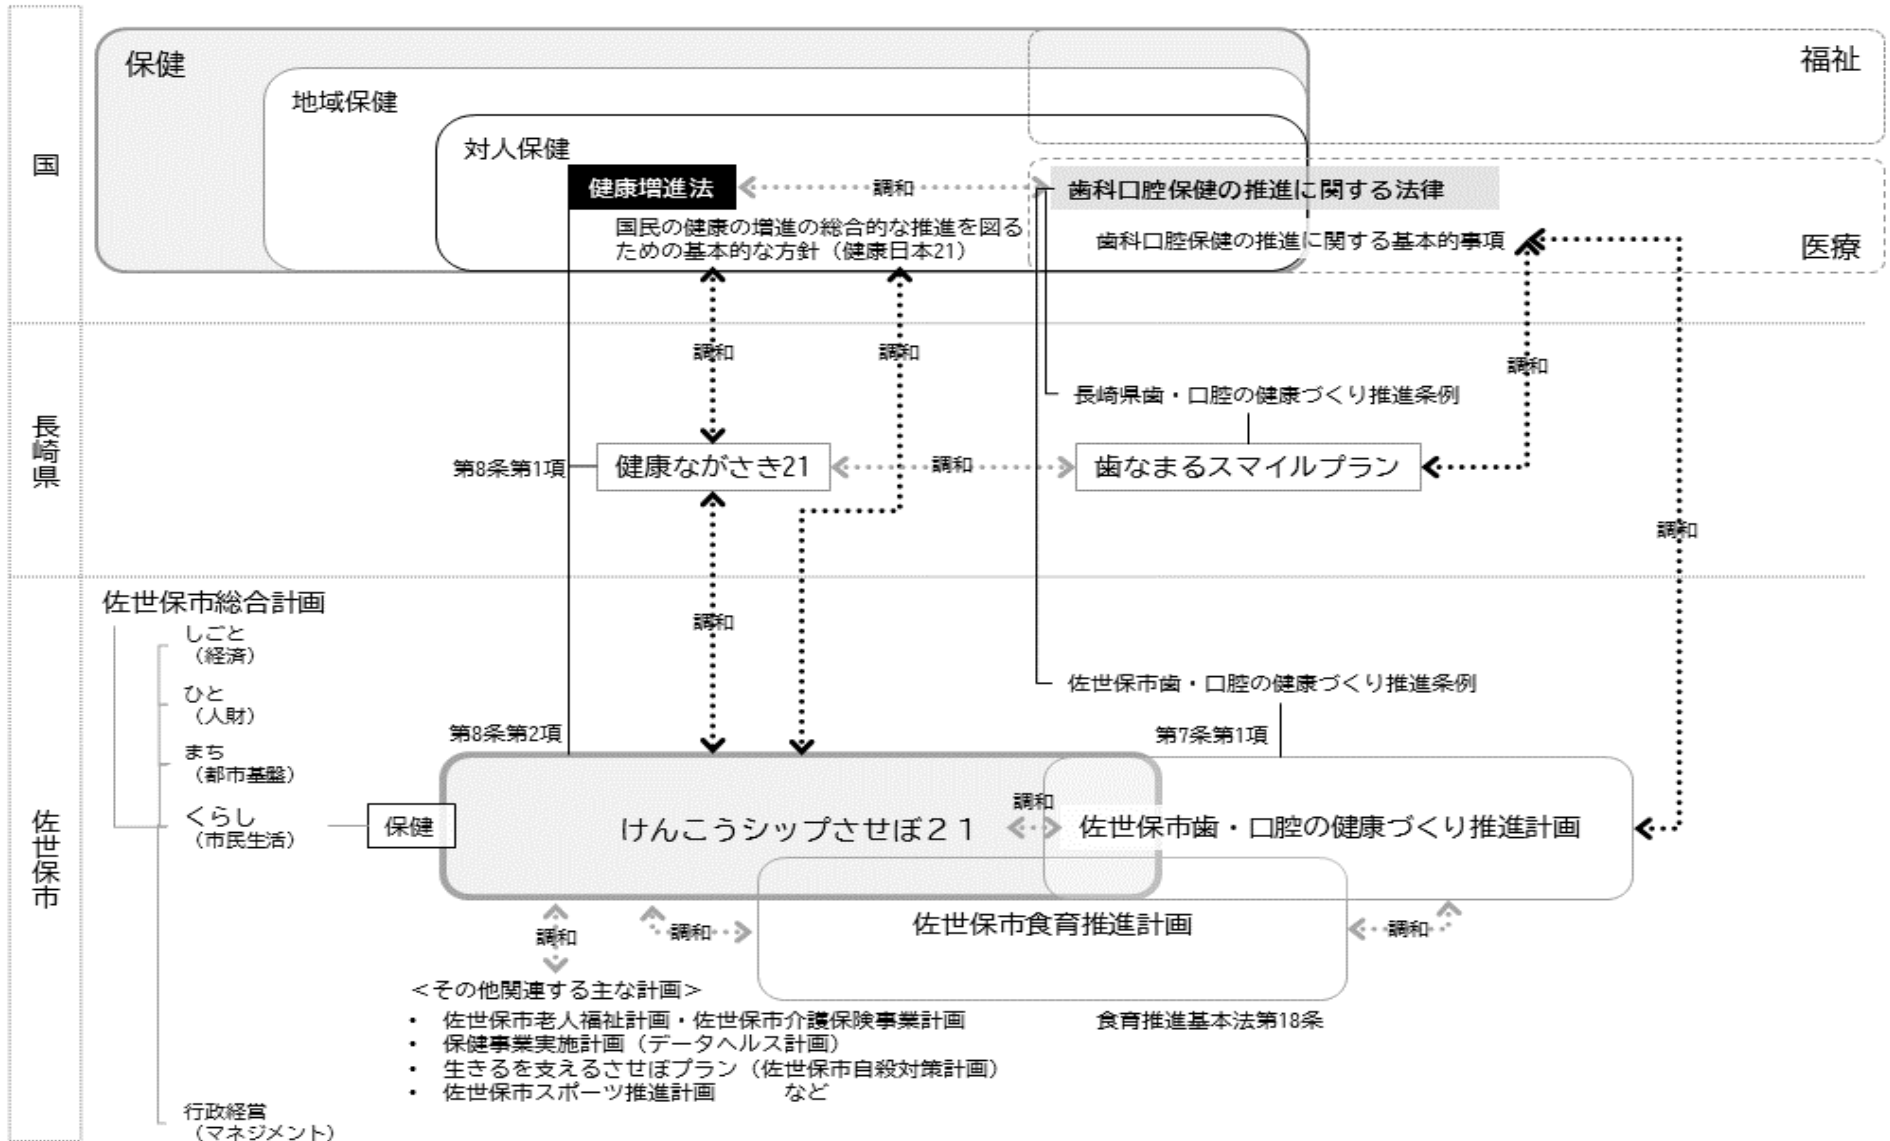 国
保健
福祉
地域保健
対人保健
健康増進法
調和
歯科口腔保健の推進に関する法律
国民の健康の増進の総合的な推進を図る
ための基本的な方針（健康日本21）
歯科口腔保健の推進に関する基本的事項
医療
長崎県
調和
調和
調和
長崎県歯・口腔の健康づくり推進条例
第8条第1項
健康ながさき21
調和
歯なまるスマイルプラン
調和
佐世保市
佐世保市総合計画
しごと
（経済）
ひと
（人財）
まち
（都市基盤）
くらし
（市民生活）
行政経営
（マネジメント）
調和
佐世保市歯・口腔の健康づくり推進条例
第8条第2項
第7条第1項
保健
けんこうシップさせぼ２１
調和
佐世保市歯・口腔の健康づくり推進計画
佐世保市食育推進計画
調和
調和
調和
＜その他関連する主な計画＞
・ 佐世保市老人福祉計画・佐世保市介護保険事業計画
・ 保健事業実施計画（データヘルス計画）
・ 生きるを支えるさせぼプラン（佐世保市自殺対策計画）
・ 佐世保市スポーツ推進計画　　　など
食育推進基本法第18条